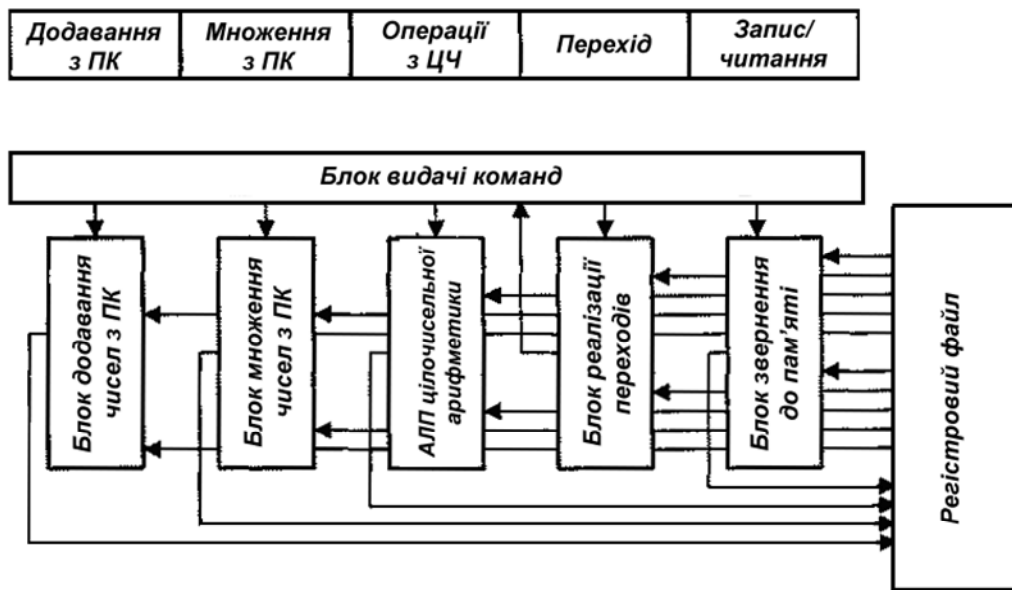 Додавання
з ПК
Множення
з ПК
Операції
з ЦЧ
Перехід
Запис/
читання
Блок видачі команд
Блок додавання
чисел з ПК
Блок множення
чисел з ПК
АЛП цілочисельної
арифметики
Блок реалізації
переходів
Блок звернення
до пам’яті
Регістровий файл